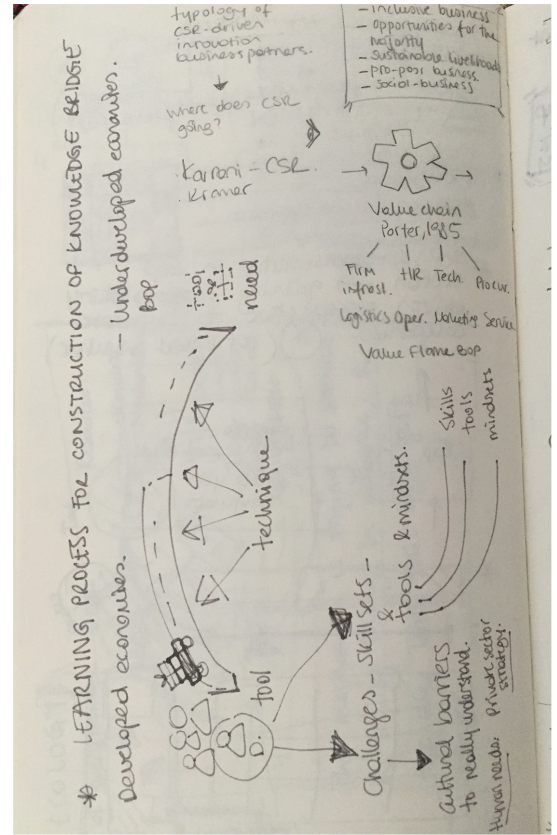 * LEARNING PROCESS FOR CONSTRUCTION OF KNOWLEDGE BRIDGE
Developed economies.
- Underdeveloped economies.
BOP
need
technique
tool
D.
Challenges - Skill sets -
&
tools & mindsets.
Skills
tools
mindsets
Cultural barriers
to really understand.
Human needs.
Private sector
strategy.
typology of
CSR-driven
innovation
business partners.
Where does CSR
going?
Karnani - CSR.
Kramer
- Inclusive business
- Opportunities for the
majority
- Sustainable livelihoods
- pro-poor business.
- social-business
Value chain
Porter, 1985
Firm
infrast.
HR
Tech.
Procur.
Logistics Oper. Marketing Service
Value Flame BOP